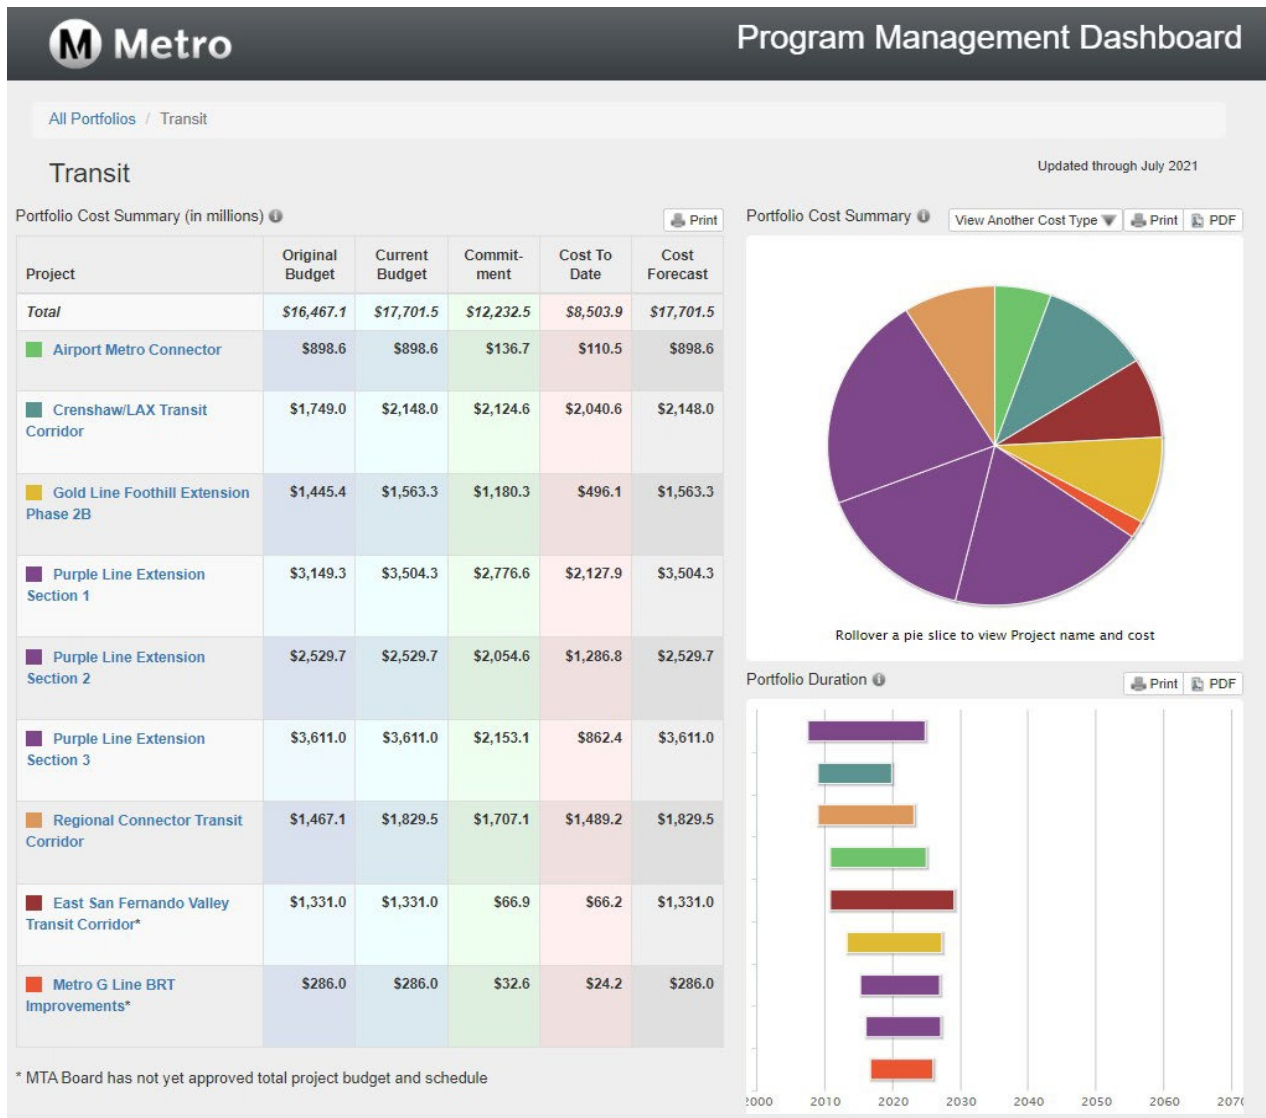 M Metro
Program Management Dashboard
All Portfolios / Transit
Transit
Updated through July 2021
Portfolio Cost Summary (in millions) i
Print
Project
Original Budget
Current Budget
Commit-ment
Cost To Date
Cost Forecast
Total $16,467.1 $17,701.5 $12,232.5 $8,503.9 $17,701.5
Airport Metro Connector $898.6 $898.6 $136.7 $110.5 $898.6
Crenshaw/LAX Transit $1,749.0 $2,148.0 $2,124.6 $2,040.6 $2,148.0
Corridor
Gold Line Foothill Extension $1,445.4 $1,563.3 $1,180.3 $496.1 $1,563.3
Phase 2B
Purple Line Extension $3,149.3 $3,504.3 $2,776.6 $2,127.9 $3,504.3
Section 1
Purple Line Extension $2,529.7 $2,529.7 $2,054.6 $1,286.8 $2,529.7
Section 2
Purple Line Extension $3,611.0 $3,611.0 $2,153.1 $862.4 $3,611.0
Section 3
Regional Connector Transit $1,467.1 $1,829.5 $1,707.1 $1,489.2 $1,829.5
Corridor
East San Fernando Valley $1,331.0 $1,331.0 $66.9 $66.2 $1,331.0
Transit Corridor*
Metro G Line BRT $286.0 $286.0 $32.6 $24.2 $286.0
Improvements*
* MTA Board has not yet approved total project budget and schedule
Portfolio Cost Summary i
View Another Cost Type
Print
PDF
Rollover a pie slice to view Project name and cost
Portfolio Duration i
Print
PDF
2000 2010 2020 2030 2040 2050 2060 2070